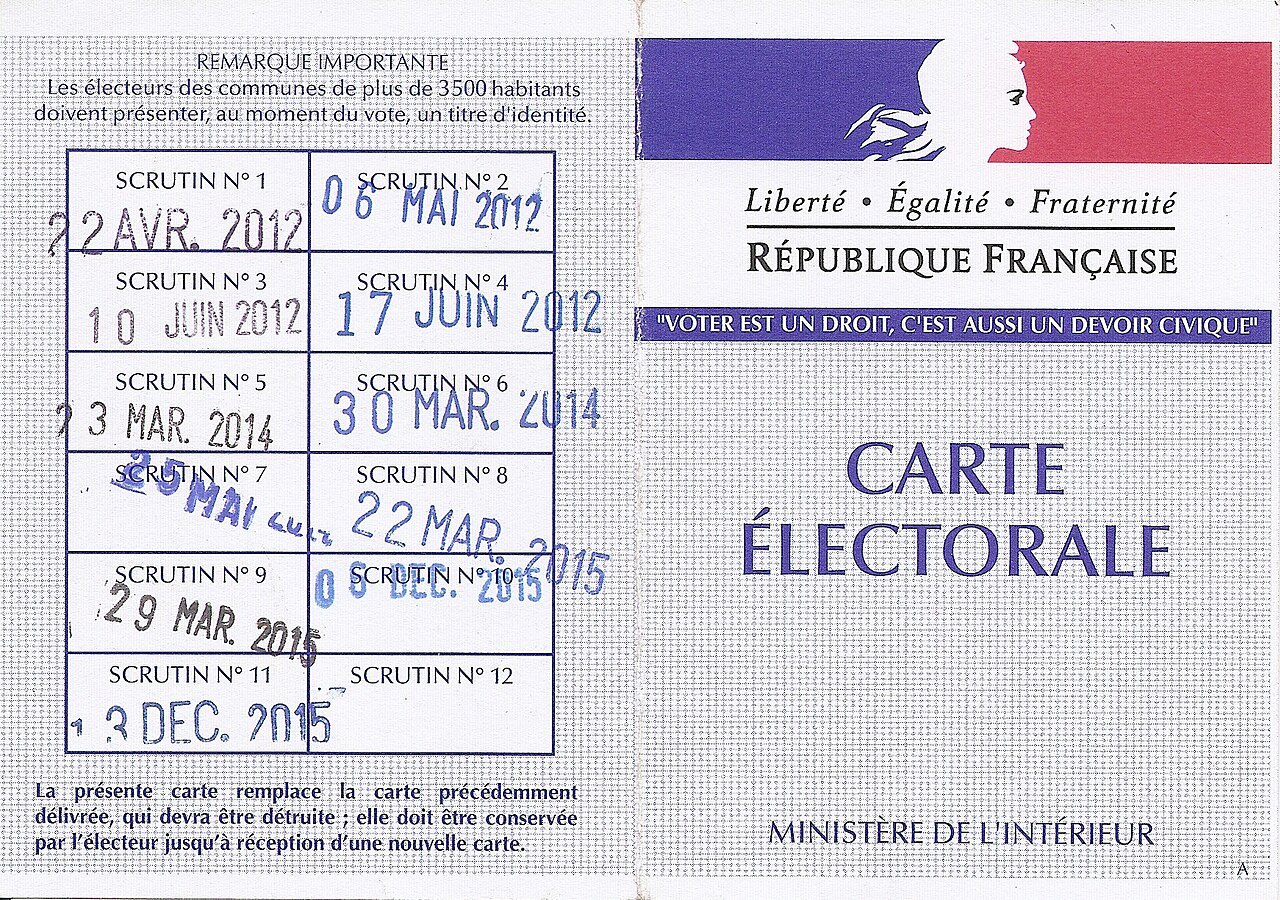 REMARQUE IMPORTANTE
Les électeurs des communes de plus de 3500 habitants
doivent présenter, au moment du vote, un titre d'identité.
SCRUTIN N° 1
22 AVR. 2012
SCRUTIN N° 2
06 MAI 2012
SCRUTIN N° 3
10 JUIN 2012
SCRUTIN N° 4
17 JUIN 2012
SCRUTIN N° 5
23 MAR. 2014
SCRUTIN N° 6
30 MAR. 2014
SCRUTIN N° 7
25 MAI
SCRUTIN N° 8
22 MAR. 2015
SCRUTIN N° 9
29 MAR. 2015
SCRUTIN N° 10
06 DEC. 2015
SCRUTIN N° 11
13 DEC. 2015
SCRUTIN N° 12
La présente carte remplace la carte précédemment
délivrée, qui devra être détruite ; elle doit être conservée
par l'électeur jusqu'à réception d'une nouvelle carte.
Liberté • Égalité • Fraternité
RÉPUBLIQUE FRANÇAISE
"VOTER EST UN DROIT, C'EST AUSSI UN DEVOIR CIVIQUE"
CARTE
ÉLECTORALE
MINISTÈRE DE L'INTÉRIEUR
A